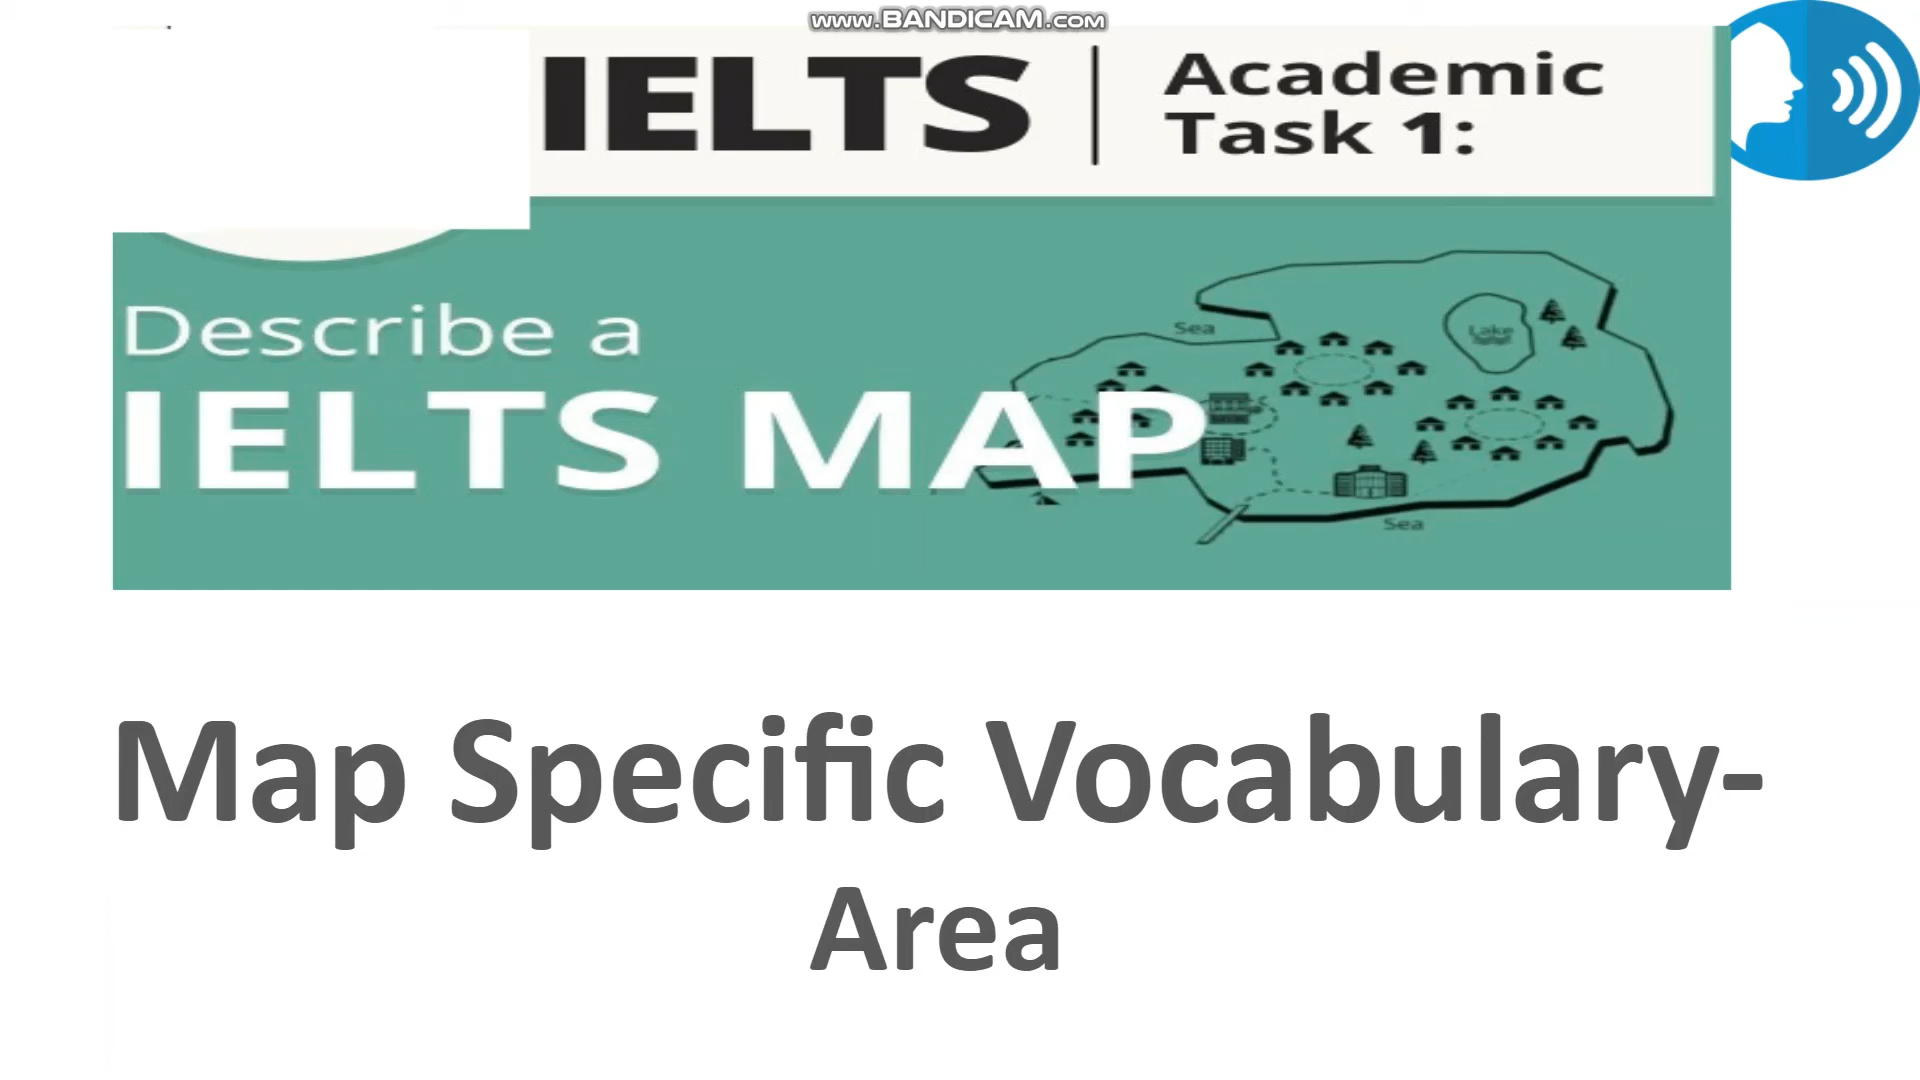 WWW.BANDICAM.COM
IELTS
Academic
Task 1:
Describe a
IELTS MAP
Sea
Lake
Sea
Map Specific Vocabulary-
Area